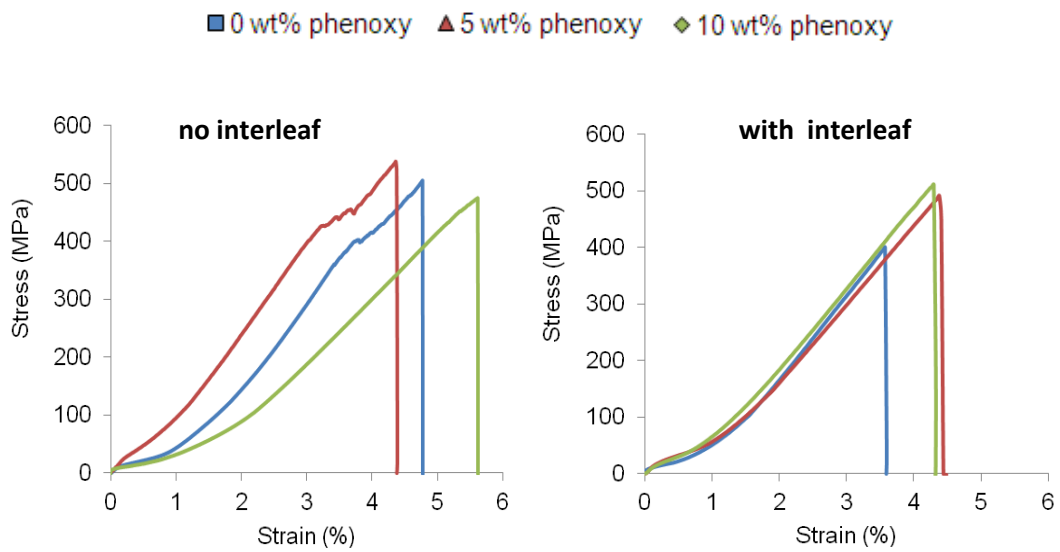 0 wt% phenoxy 5 wt% phenoxy 10 wt% phenoxy
no interleaf
600
500
400
300
200
100
0
Stress (MPa)
0 1 2 3 4 5 6
Strain (%)
with interleaf
600
500
400
300
200
100
0
Stress (MPa)
0 1 2 3 4 5 6
Strain (%)